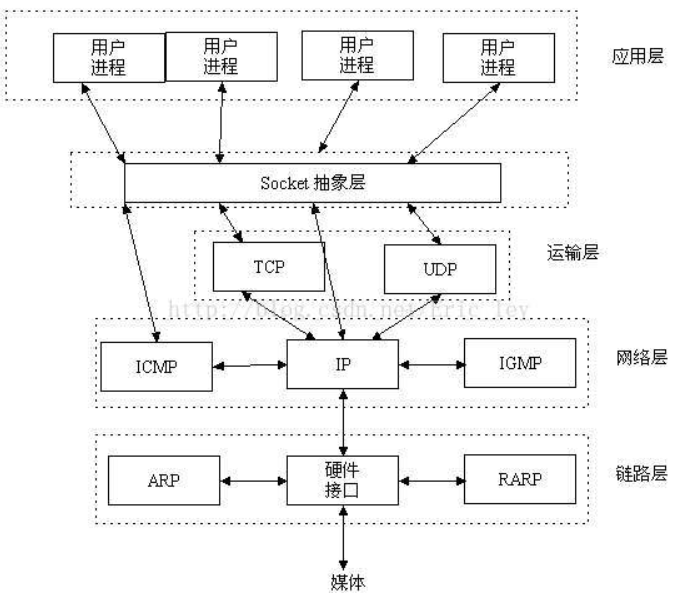 用户
进程
用户
进程
用户
进程
用户
进程
应用层
Socket 抽象层
运输层
TCP
UDP
http://blog.csdn.net/Eric_Jey
网络层
ICMP
IP
IGMP
链路层
ARP
硬件
接口
RARP
媒体